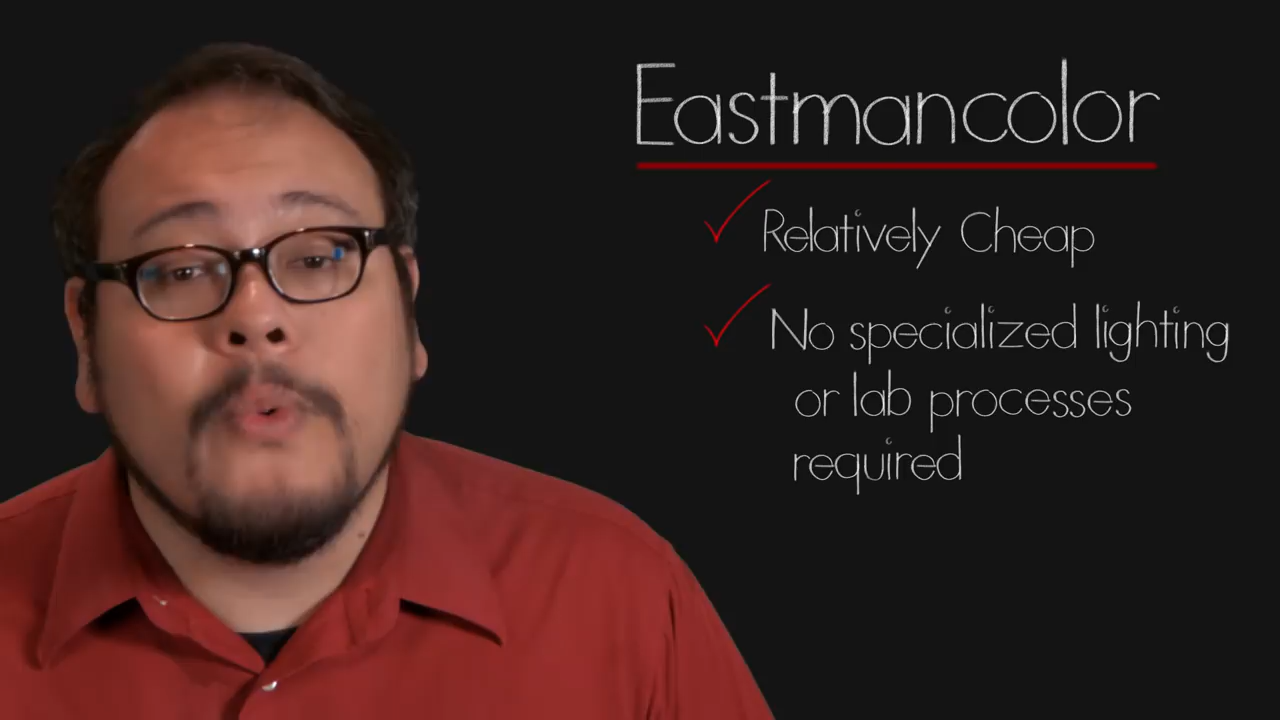 Eastmancolor
Relatively Cheap
No specialized lighting
or lab processes
required